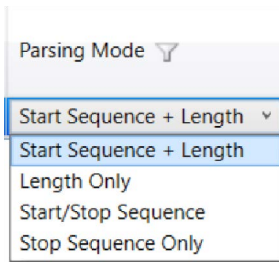 Parsing Mode
Start Sequence + Length
Start Sequence + Length
Length Only
Start/Stop Sequence
Stop Sequence Only